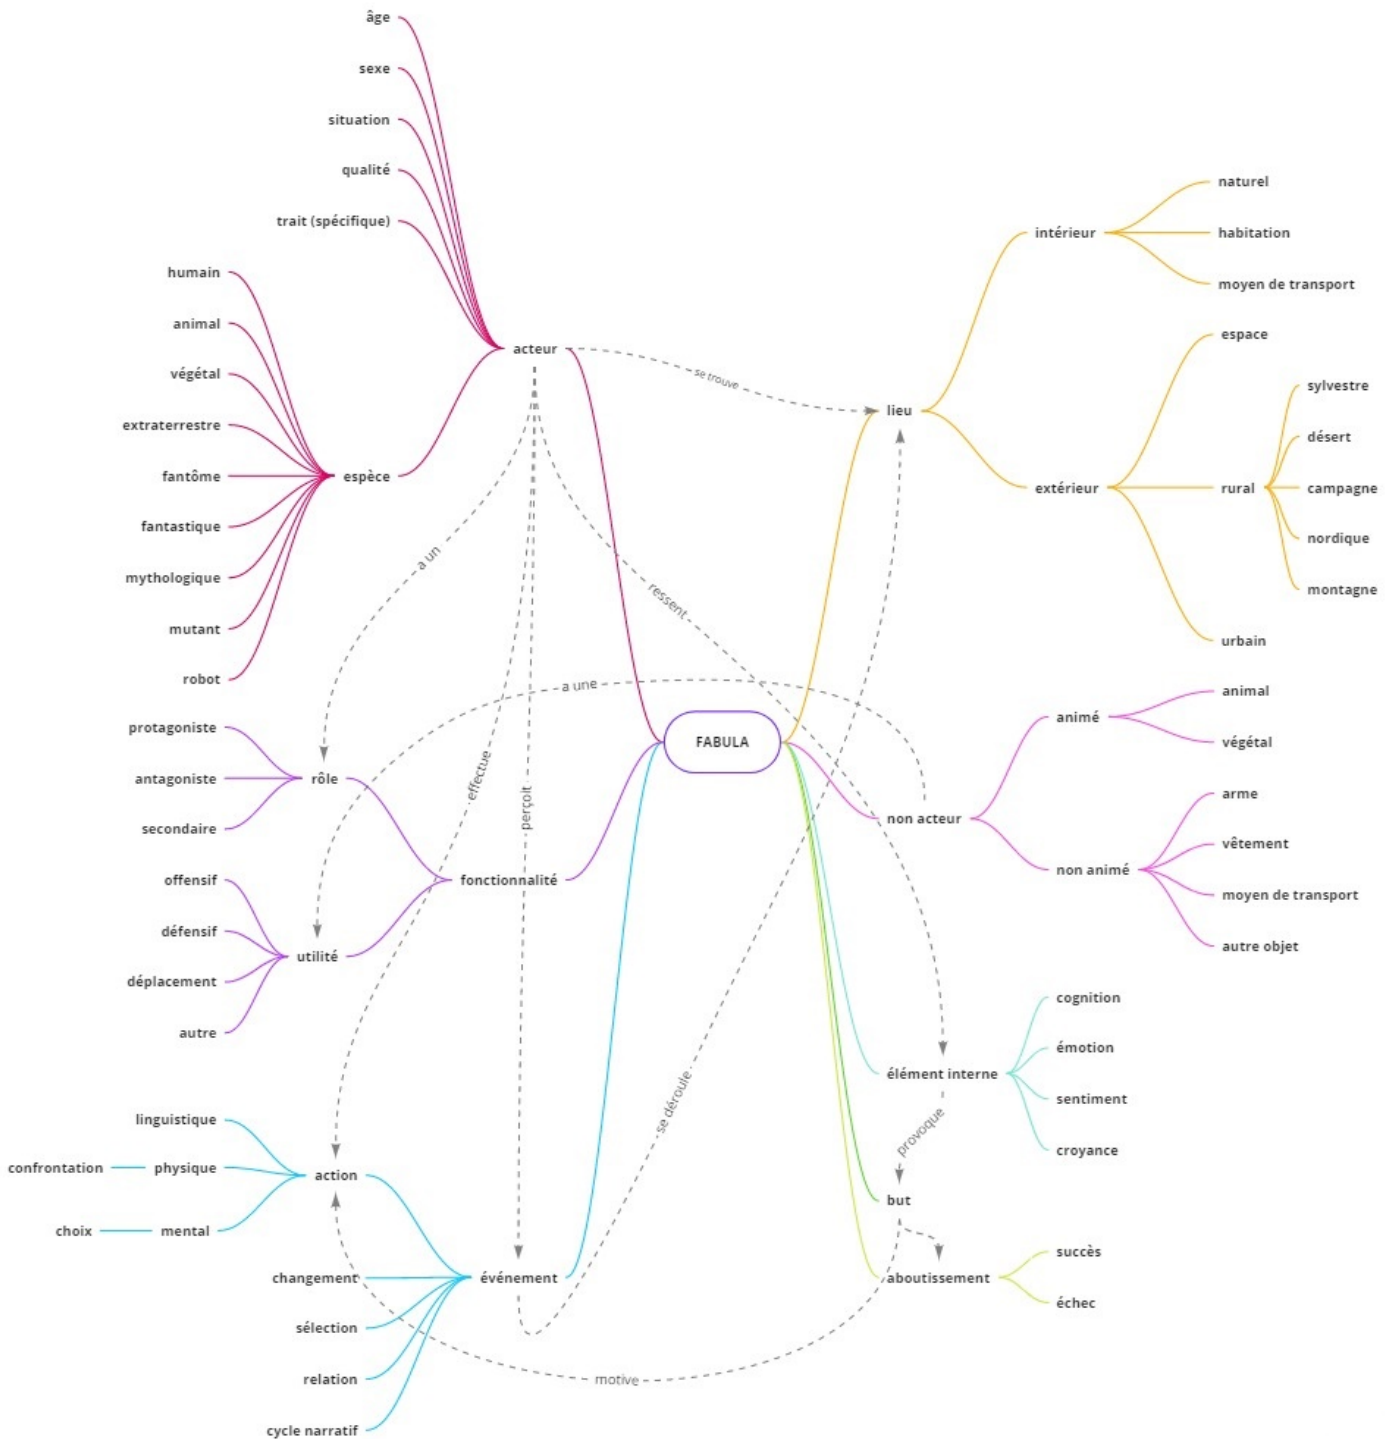 âge
sexe
situation
qualité
trait (spécifique)
humain
animal
végétal
extraterrestre
fantôme
fantastique
mythologique
mutant
robot
espèce
acteur
se trouve
a un
ressent
effectue
perçoit
a une
protagoniste
antagoniste
secondaire
rôle
offensif
défensif
déplacement
autre
utilité
fonctionnalité
linguistique
confrontation
physique
choix
mental
action
changement
sélection
relation
cycle narratif
événement
se déroule
motive
FABULA
lieu
intérieur
naturel
habitation
moyen de transport
extérieur
espace
rural
sylvestre
désert
campagne
nordique
montagne
urbain
non acteur
animé
animal
végétal
non animé
arme
vêtement
moyen de transport
autre objet
élément interne
cognition
émotion
sentiment
croyance
provoque
but
aboutissement
succès
échec